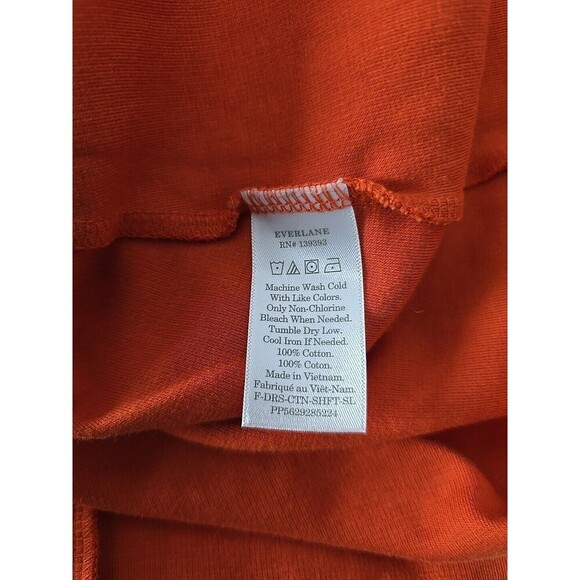 EVERLANE
RN# 139393
Machine Wash Cold
With Like Colors.
Only Non-Chlorine
Bleach When Needed.
Tumble Dry Low.
Cool Iron If Needed.
100% Cotton.
100% Coton.
Made in Vietnam.
Fabriqué au Viêt-Nam.
F-DRS-CTN-SHFT-SL
PP5629285224